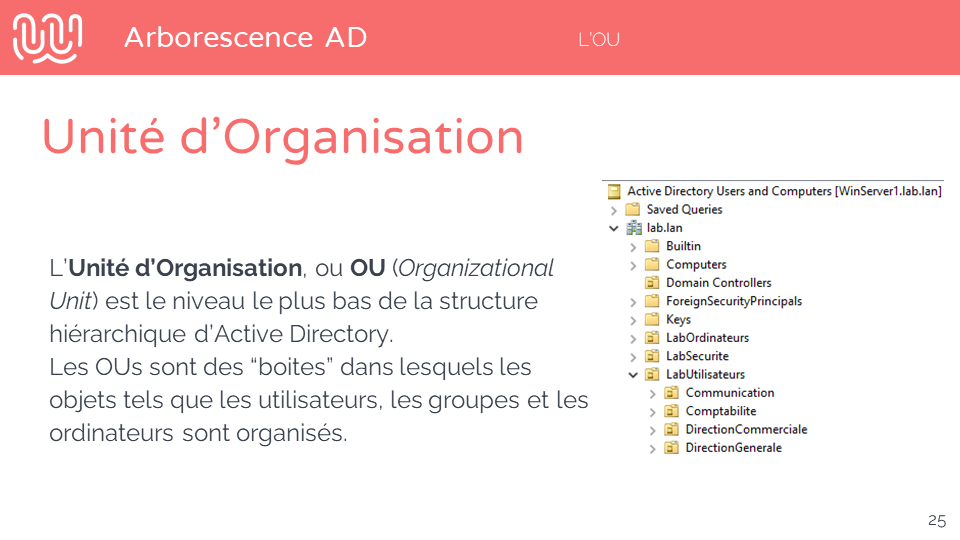 Arborescence AD
L'OU
Unité d'Organisation
L'Unité d'Organisation, ou OU (Organizational
Unit) est le niveau le plus bas de la structure
hiérarchique d'Active Directory.
Les OUs sont des “boites” dans lesquels les
objets tels que les utilisateurs, les groupes et les
ordinateurs sont organisés.
Active Directory Users and Computers [WinServer1.lab.lan]
Saved Queries
lab.lan
Builtin
Computers
Domain Controllers
ForeignSecurityPrincipals
Keys
LabOrdinateurs
LabSecurite
LabUtilisateurs
Communication
Comptabilite
DirectionCommerciale
DirectionGenerale
25